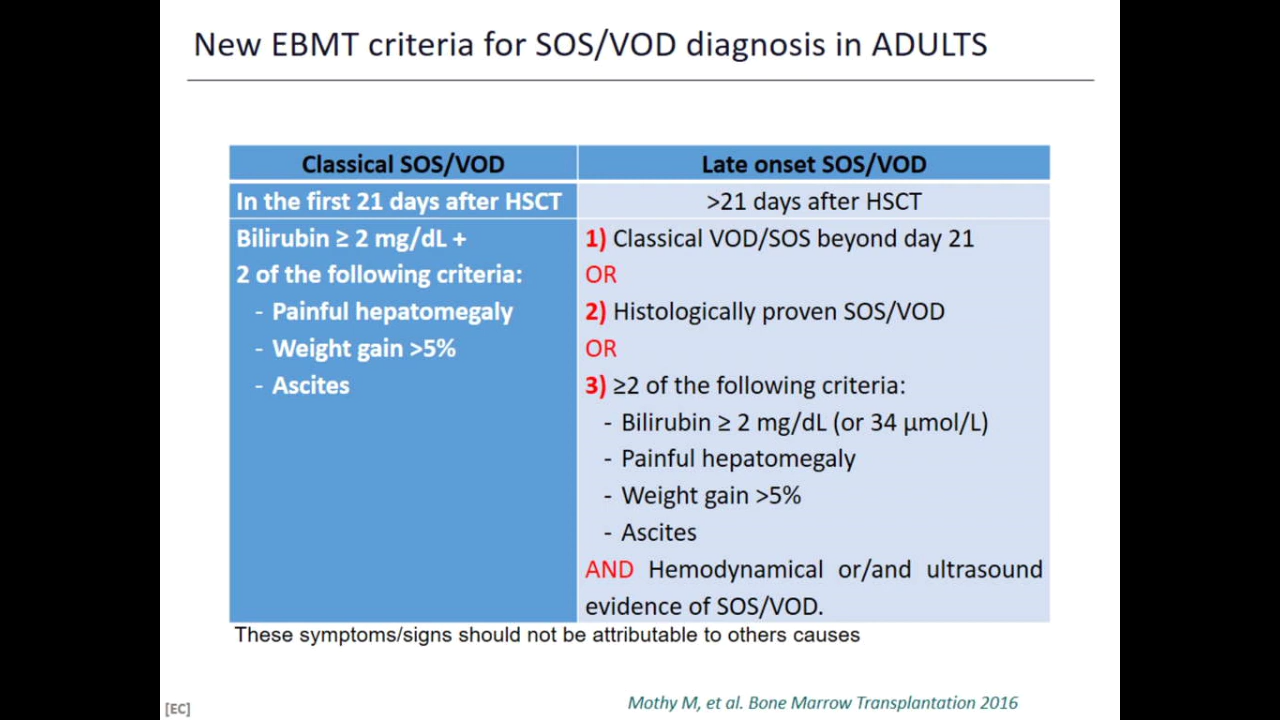 New EBMT criteria for SOS/VOD diagnosis in ADULTS
Classical SOS/VOD
Late onset SOS/VOD
In the first 21 days after HSCT
>21 days after HSCT
Bilirubin ≥ 2 mg/dL +
2 of the following criteria:
- Painful hepatomegaly
- Weight gain >5%
- Ascites
1) Classical VOD/SOS beyond day 21
OR
2) Histologically proven SOS/VOD
OR
3) ≥2 of the following criteria:
- Bilirubin ≥ 2 mg/dL (or 34 µmol/L)
- Painful hepatomegaly
- Weight gain >5%
- Ascites
AND Hemodynamical or/and ultrasound
evidence of SOS/VOD.
These symptoms/signs should not be attributable to others causes
Mothy M, et al. Bone Marrow Transplantation 2016
[EC]